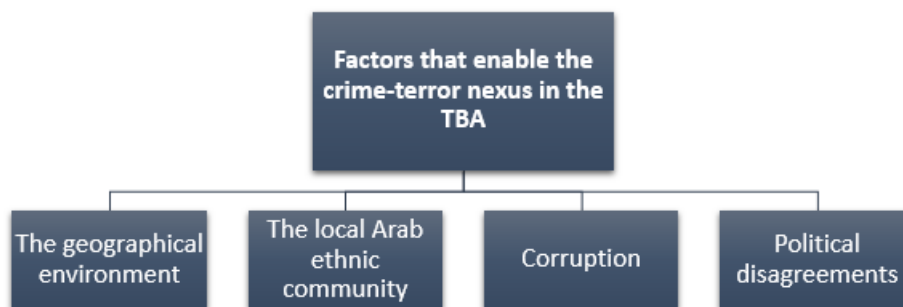 Factors that enable the
crime-terror nexus in the
TBA
The geographical
environment
The local Arab
ethnic
community
Corruption
Political
disagreements